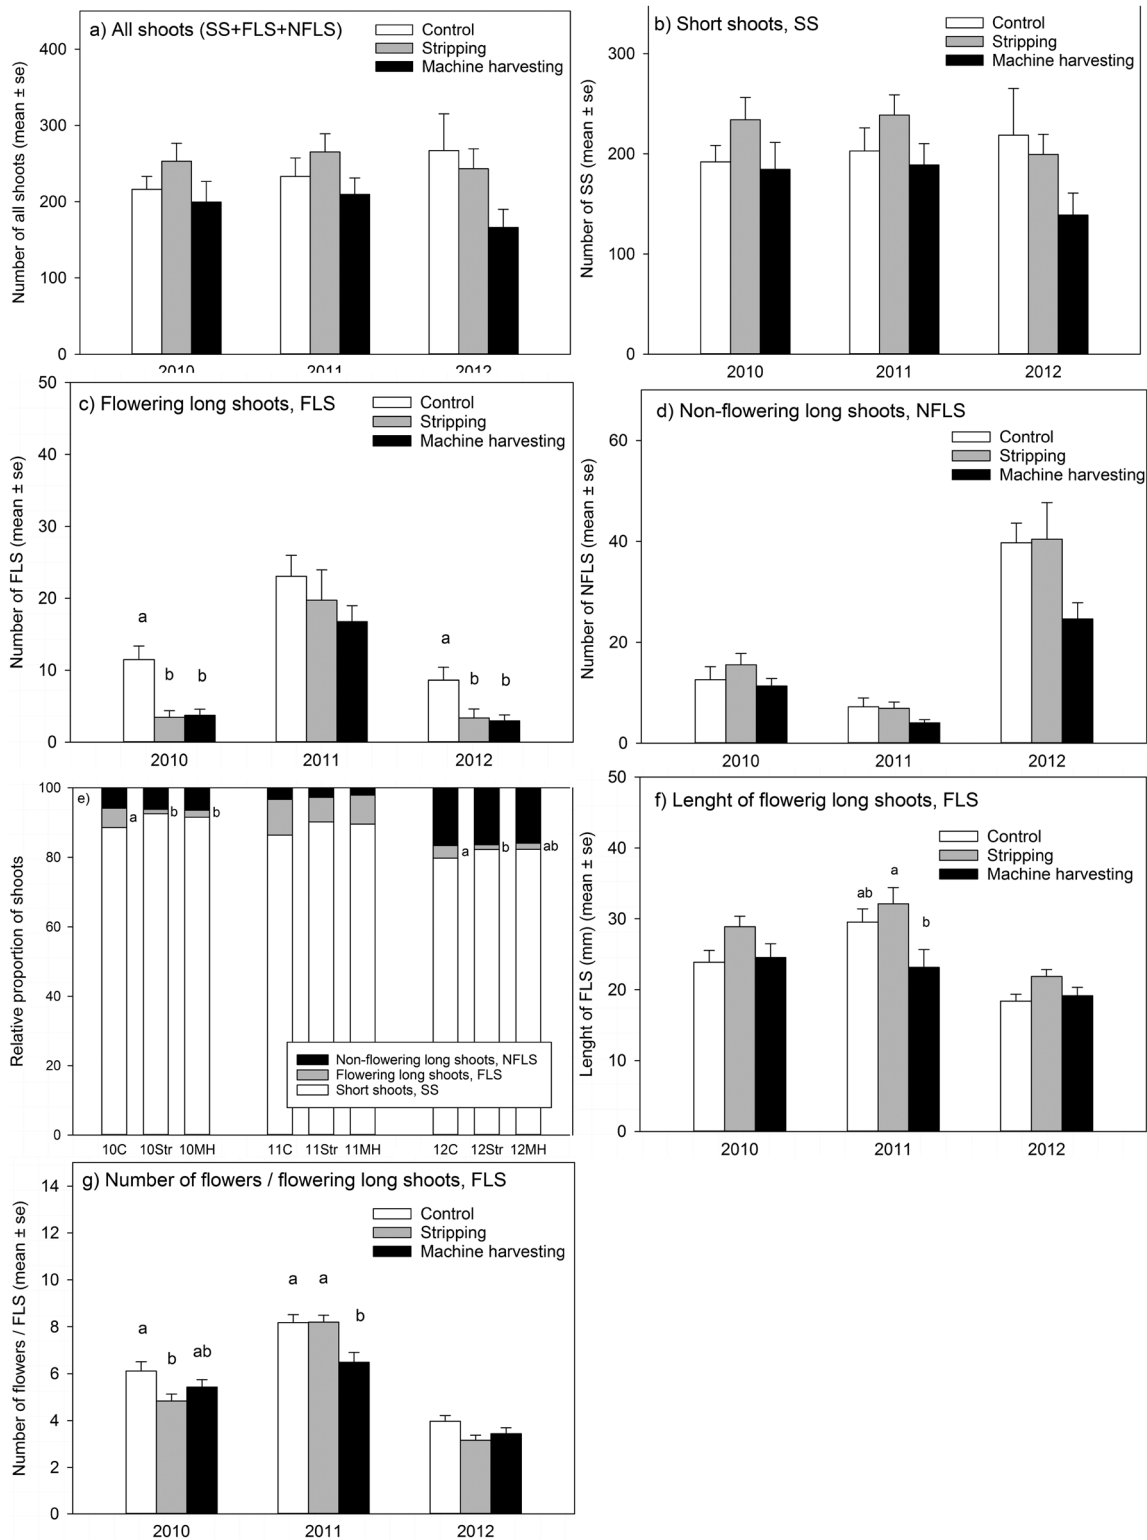 a) All shoots (SS+FLS+NFLS)
Control
Stripping
Machine harvesting
Number of all shoots (mean ± se)
400
300
200
100
0
2010 2011 2012
b) Short shoots, SS
Control
Stripping
Machine harvesting
Number of SS (mean ± se)
300
200
100
0
2010 2011 2012
c) Flowering long shoots, FLS
Control
Stripping
Machine harvesting
Number of FLS (mean ± se)
50
40
30
20
10
0
a b b
a b b
2010 2011 2012
d) Non-flowering long shoots, NFLS
Control
Stripping
Machine harvesting
Number of NFLS (mean ± se)
60
40
20
0
2010 2011 2012
e)
Relative proportion of shoots
100
80
60
40
20
0
a b b
a b ab
Non-flowering long shoots, NFLS
Flowering long shoots, FLS
Short shoots, SS
10C 10Str 10MH 11C 11Str 11MH 12C 12Str 12MH
f) Lenght of flowerig long shoots, FLS
Control
Stripping
Machine harvesting
Lenght of FLS (mm) (mean ± se)
50
40
30
20
10
0
ab a b
2010 2011 2012
g) Number of flowers / flowering long shoots, FLS
Control
Stripping
Machine harvesting
Number of flowers / FLS (mean ± se)
14
12
10
8
6
4
2
0
a b ab
a a b
2010 2011 2012